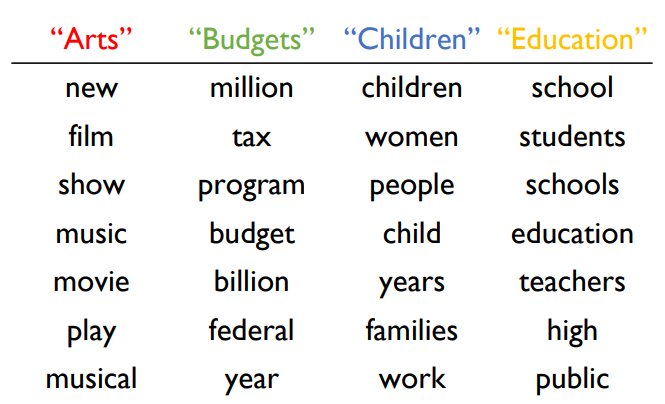 “Arts” “Budgets” “Children” “Education”
new million children school
film tax women students
show program people schools
music budget child education
movie billion years teachers
play federal families high
musical year work public